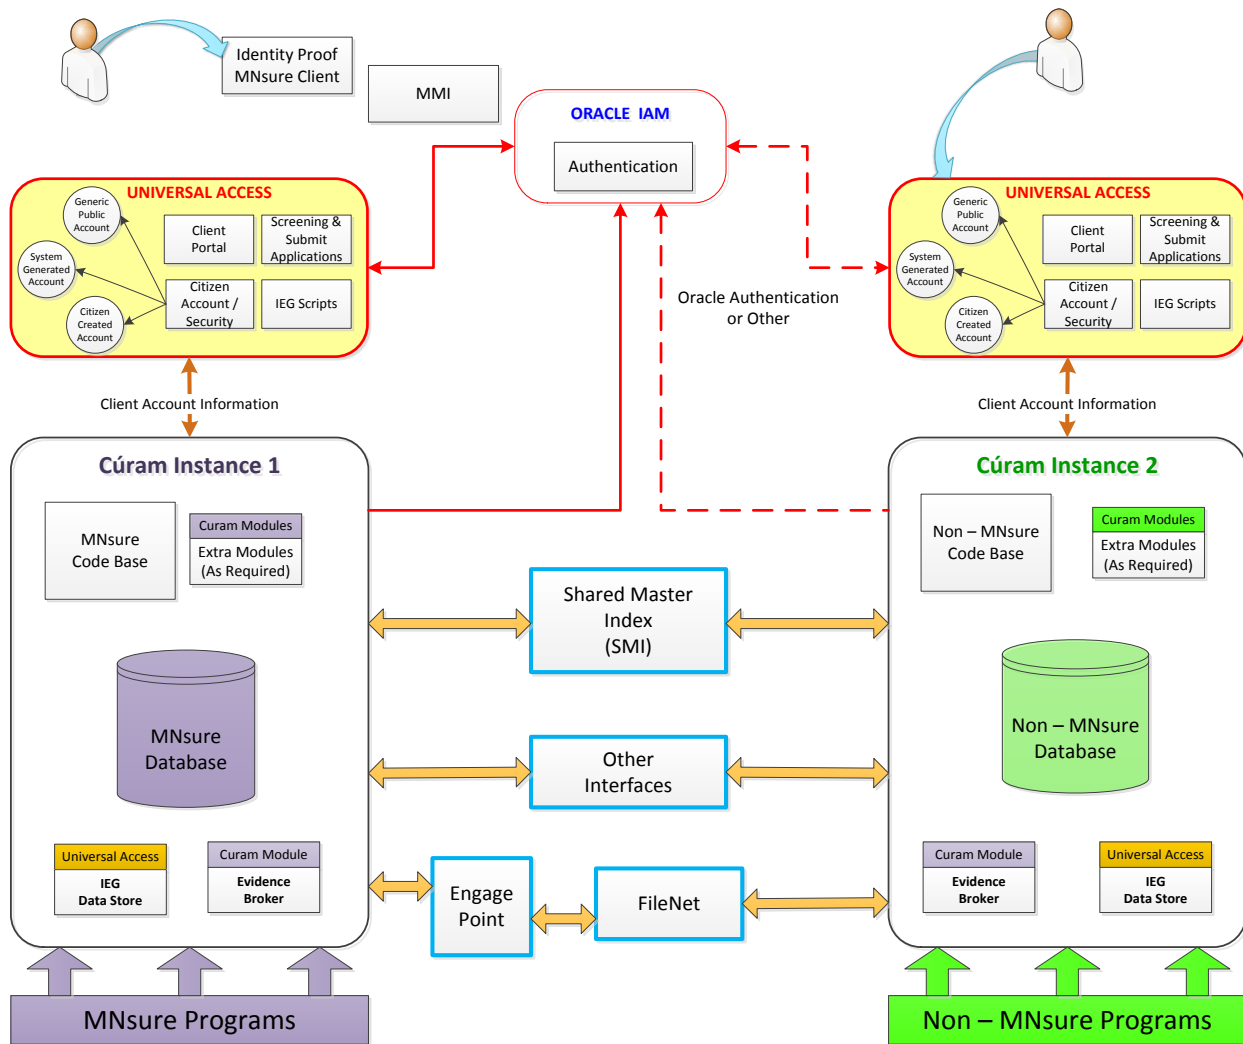 Identity Proof
MNsure Client
MMI
ORACLE IAM
Authentication
UNIVERSAL ACCESS
Generic
Public
Account
System
Generated
Account
Citizen
Created
Account
Client
Portal
Screening &
Submit
Applications
Citizen
Account /
Security
IEG Scripts
UNIVERSAL ACCESS
Generic
Public
Account
System
Generated
Account
Citizen
Created
Account
Client
Portal
Screening &
Submit
Applications
Citizen
Account /
Security
IEG Scripts
Oracle Authentication
or Other
Client Account Information
Client Account Information
Cúram Instance 1
MNsure
Code Base
Curam Modules
Extra Modules
(As Required)
MNsure
Database
Universal Access
IEG
Data Store
Curam Module
Evidence
Broker
Shared Master
Index
(SMI)
Other
Interfaces
Engage
Point
FileNet
Cúram Instance 2
Non – MNsure
Code Base
Curam Modules
Extra Modules
(As Required)
Non – MNsure
Database
Curam Module
Evidence
Broker
Universal Access
IEG
Data Store
MNsure Programs
Non – MNsure Programs